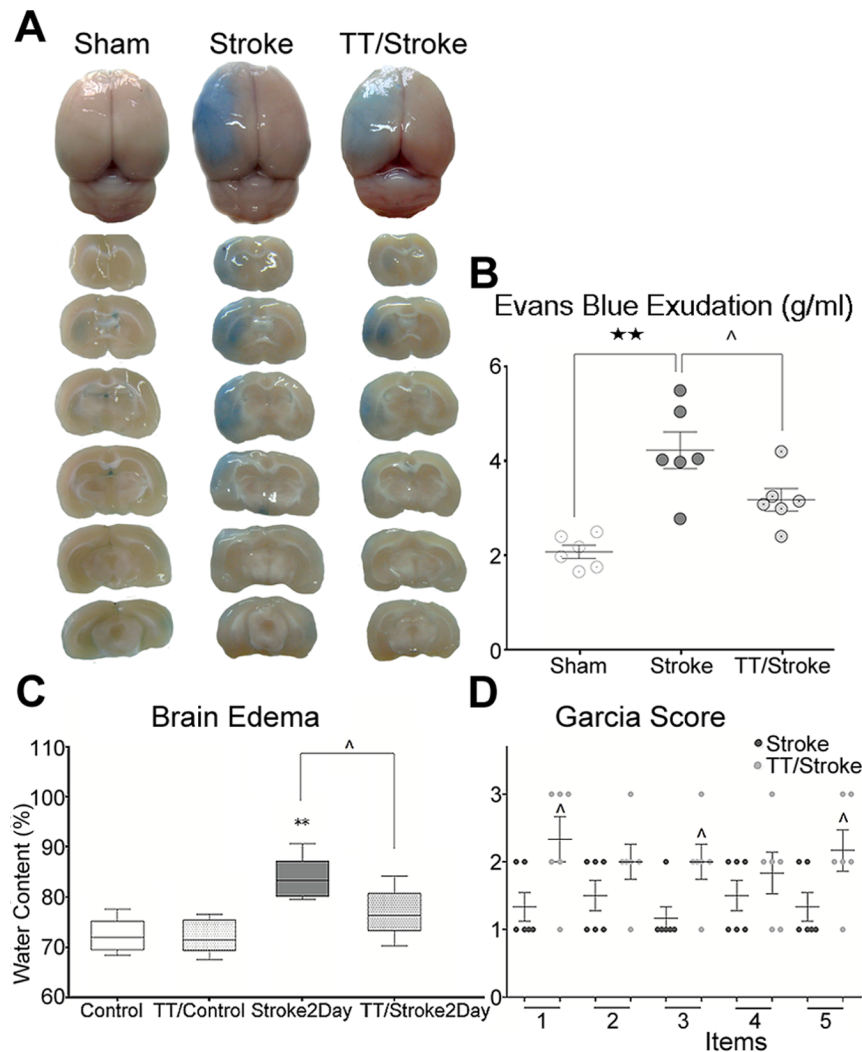 A
Sham Stroke TT/Stroke
B
Evans Blue Exudation (g/ml)
★★ ^
6
4
2
0
Sham Stroke TT/Stroke
C
Brain Edema
Water Content (%)
110
100
90
80
70
60
^
**
Control TT/Control Stroke2Day TT/Stroke2Day
D
Garcia Score
Stroke
TT/Stroke
3
2
1
0
^ ^ ^
1 2 3 4 5
Items